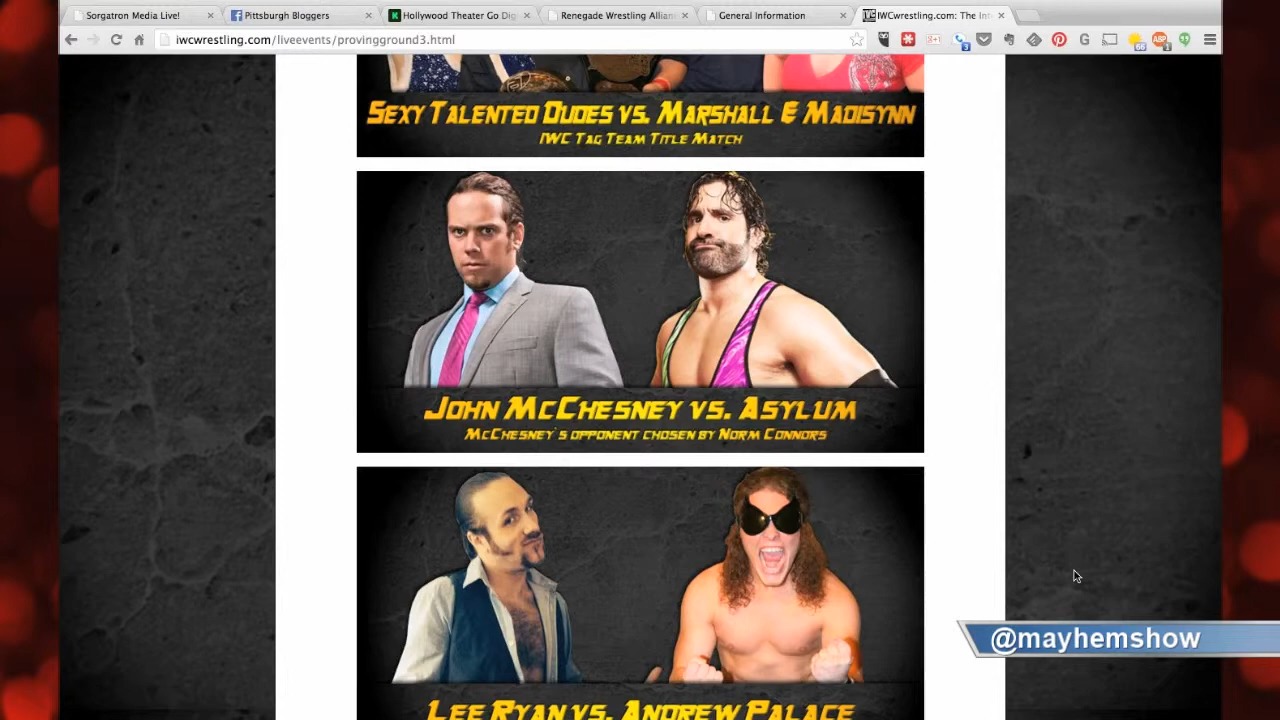 Sorgatron Media Live!
Pittsburgh Bloggers
Hollywood Theater Go Dig
Renegade Wrestling Allian
General Information
IWCwrestling.com: The In
iwcwrestling.com/liveevents/provingground3.html
Sexy Talented Dudes vs. Marshall & Madisynn
IWC Tag Team Title Match
John McChesney vs. Asylum
McChesney's opponent chosen by Norm Connors
Lee Ryan vs. Andrew Palace
@mayhemshow